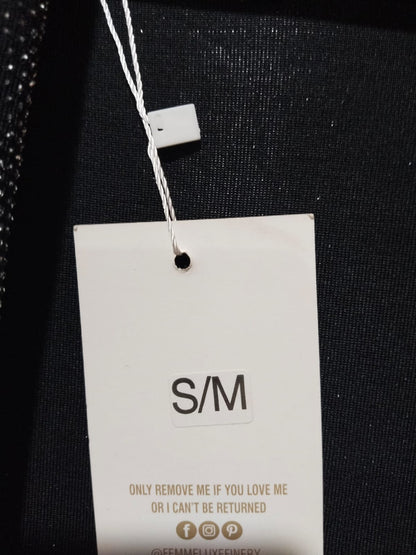 S/M
ONLY REMOVE ME IF YOU LOVE ME
OR I CAN'T BE RETURNED
@FEMMELUXEFINERY